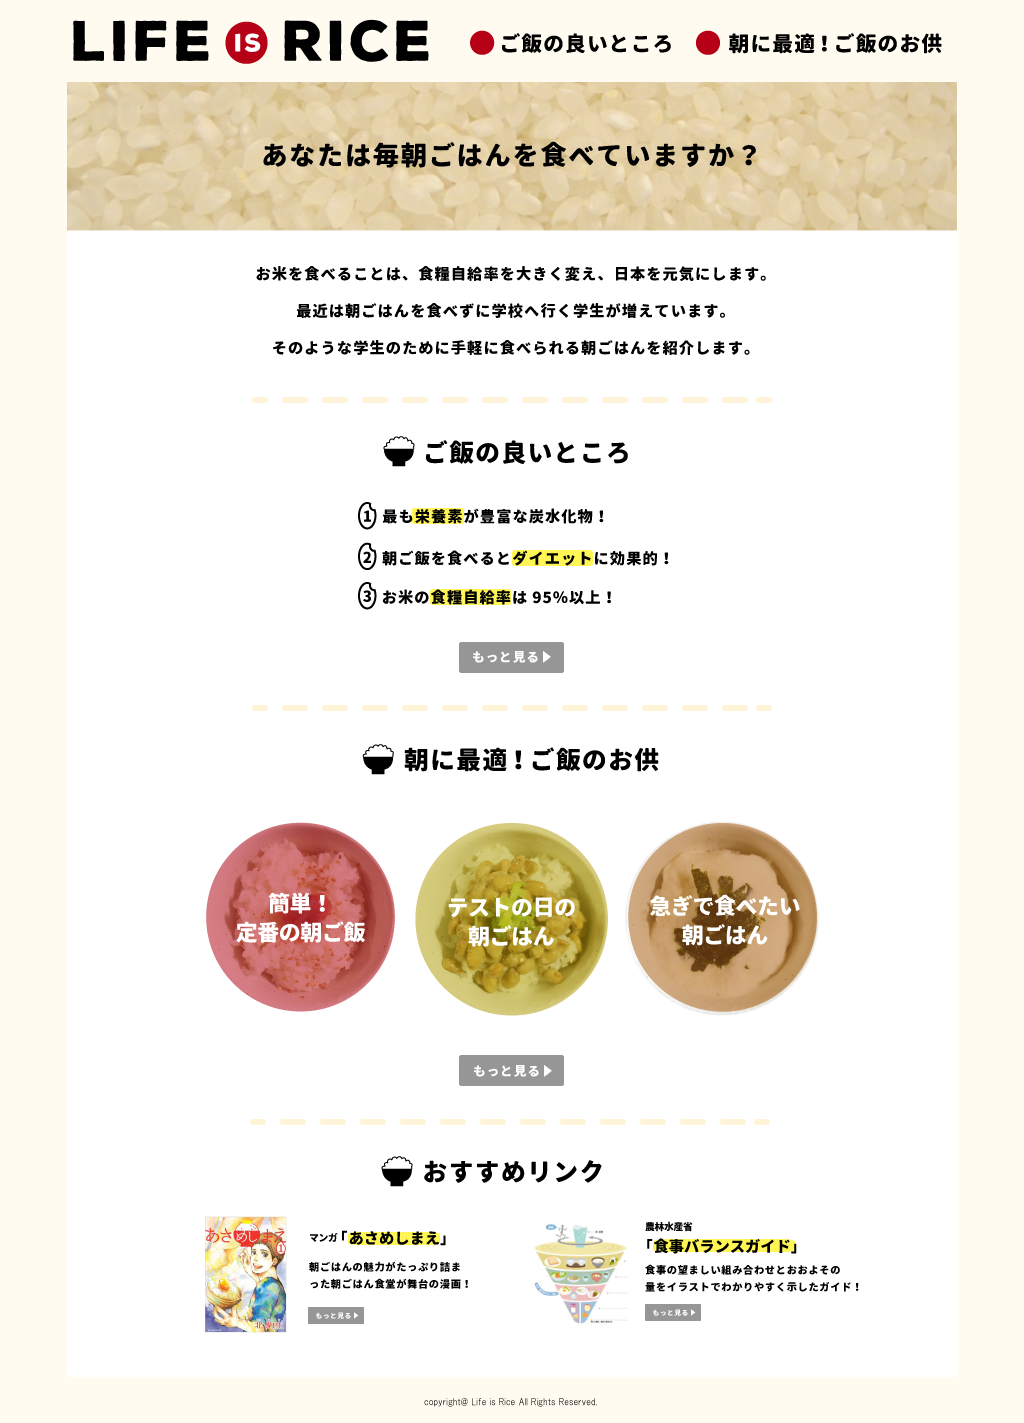 LIFE IS RICE
ご飯の良いところ
朝に最適！ご飯のお供
あなたは毎朝ごはんを食べていますか？
お米を食べることは、食糧自給率を大きく変え、日本を元気にします。
最近は朝ごはんを食べずに学校へ行く学生が増えています。
そのような学生のために手軽に食べられる朝ごはんを紹介します。
ご飯の良いところ
1 最も栄養素が豊富な炭水化物！
2 朝ご飯を食べるとダイエットに効果的！
3 お米の食糧自給率は 95%以上！
もっと見る
朝に最適！ご飯のお供
簡単！
定番の朝ご飯
テストの日の
朝ごはん
急ぎで食べたい
朝ごはん
もっと見る
おすすめリンク
あさめしまえ
1
マンガ「あさめしまえ」
朝ごはんの魅力がたっぷり詰ま
った朝ごはん食堂が舞台の漫画！
もっと見る
農林水産省
「食事バランスガイド」
食事の望ましい組み合わせとおおよその
量をイラストでわかりやすく示したガイド！
もっと見る
copyright@ Life is Rice All Rights Reserved.